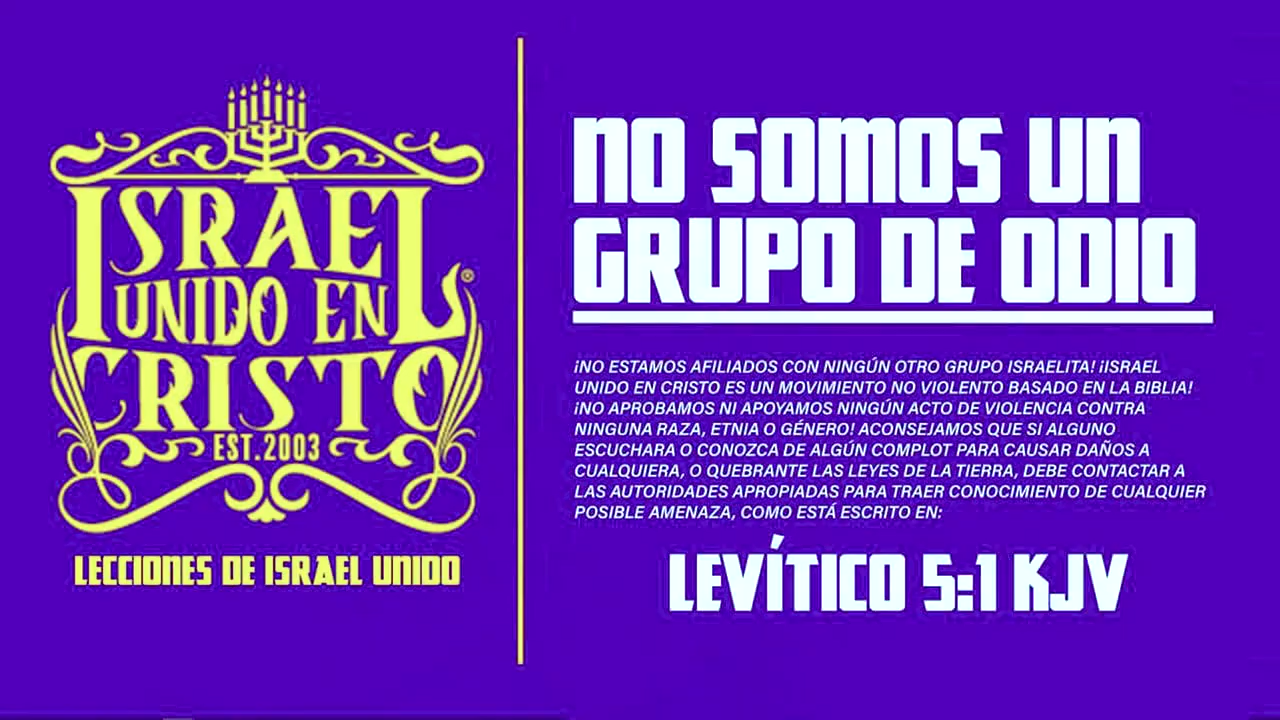 ISRAEL
UNIDO EN
CRISTO
EST. 2003
LECCIONES DE ISRAEL UNIDO
NO SOMOS UN
GRUPO DE ODIO
¡NO ESTAMOS AFILIADOS CON NINGÚN OTRO GRUPO ISRAELITA! ¡ISRAEL
UNIDO EN CRISTO ES UN MOVIMIENTO NO VIOLENTO BASADO EN LA BIBLIA!
¡NO APROBAMOS NI APOYAMOS NINGÚN ACTO DE VIOLENCIA CONTRA
NINGUNA RAZA, ETNIA O GÉNERO! ACONSEJAMOS QUE SI ALGUNO
ESCUCHARA O CONOZCA DE ALGÚN COMPLOT PARA CAUSAR DAÑOS A
CUALQUIERA, O QUEBRANTE LAS LEYES DE LA TIERRA, DEBE CONTACTAR A
LAS AUTORIDADES APROPIADAS PARA TRAER CONOCIMIENTO DE CUALQUIER
POSIBLE AMENAZA, COMO ESTÁ ESCRITO EN:
LEVÍTICO 5:1 KJV